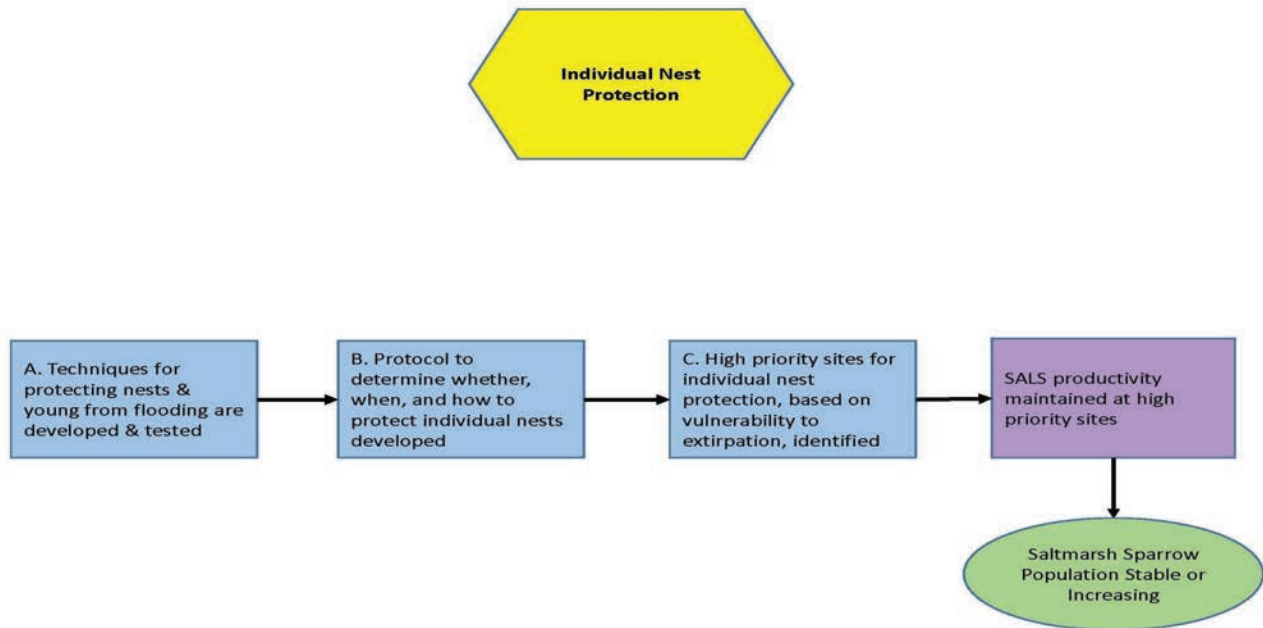 Individual Nest
Protection
A. Techniques for
protecting nests &
young from flooding are
developed & tested
B. Protocol to
determine whether,
when, and how to
protect individual nests
developed
C. High priority sites for
individual nest
protection, based on
vulnerability to
extirpation, identified
SALS productivity
maintained at high
priority sites
Saltmarsh Sparrow
Population Stable or
Increasing